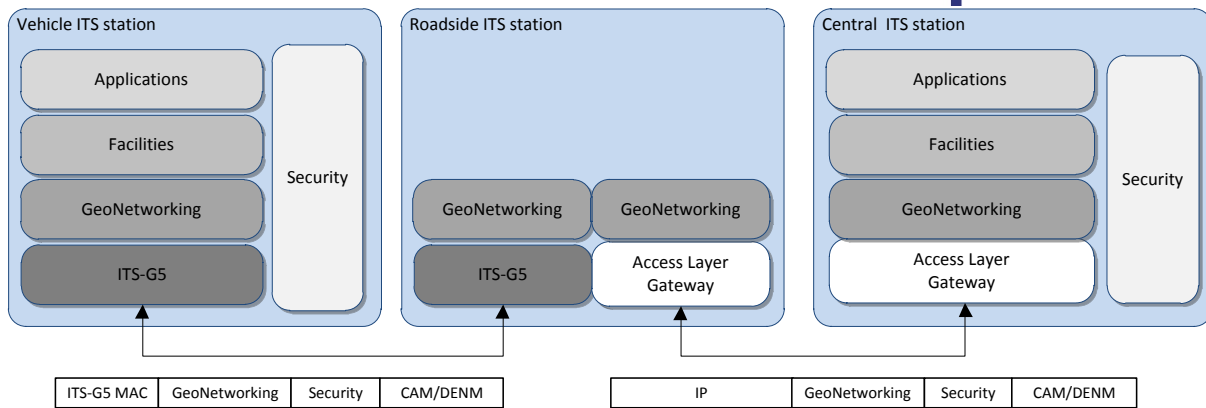 Vehicle ITS station
Applications
Facilities
GeoNetworking
ITS-G5
Security
Roadside ITS station
GeoNetworking
GeoNetworking
ITS-G5
Access Layer
Gateway
Central ITS station
Applications
Facilities
GeoNetworking
Access Layer
Gateway
Security
ITS-G5 MAC GeoNetworking Security CAM/DENM
IP GeoNetworking Security CAM/DENM